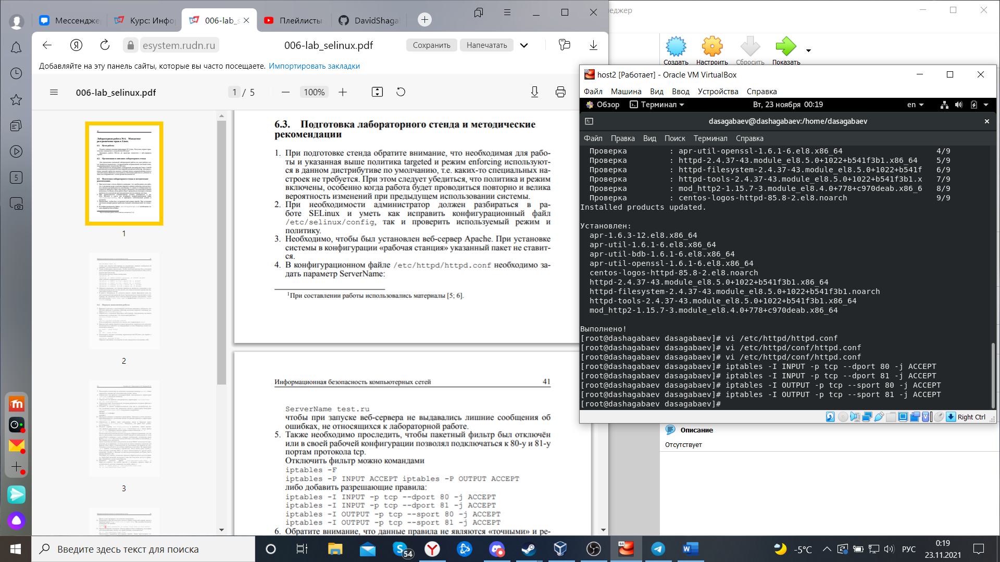 Мессендже
Курс: Инфо
006-lab_s
Плейлисты
DavidShaga
еджер
esystem.rudn.ru
006-lab_selinux.pdf
Сохранить
Напечатать
Добавляйте на эту панель сайты, которые вы часто посещаете. Импортировать закладки
Создать
Настроить
Сбросить
Показать
006-lab_selinux.pdf
1 / 5
100%
1
2
3
5
6.3. Подготовка лабораторного стенда и методические
рекомендации
1. При подготовке стенда обратите внимание, что необходимая для рабо-
ты и указанная выше политика targeted и режим enforcing используют-
ся в данном дистрибутиве по умолчанию, т.е. каких-то специальных на-
строек не требуется. При этом следует убедиться, что политика и режим
включены, особенно когда работа будет проводиться повторно и велика
вероятность изменений при предыдущем использовании системы.
2. При необходимости администратор должен разбираться в ра-
боте SELinux и уметь как исправить конфигурационный файл
/etc/selinux/config, так и проверить используемый режим и
политику.
3. Необходимо, чтобы был установлен веб-сервер Apache. При установке
системы в конфигурации «рабочая станция» указанный пакет не ставит-
ся.
4. В конфигурационном файле /etc/httpd/httpd.conf необходимо за-
дать параметр ServerName:
1При составлении работы использовались материалы [5; 6].
Информационная безопасность компьютерных сетей 41
ServerName test.ru
чтобы при запуске веб-сервера не выдавались лишние сообщения об
ошибках, не относящихся к лабораторной работе.
5. Также необходимо проследить, чтобы пакетный фильтр был отключён
или в своей рабочей конфигурации позволял подключаться к 80-у и 81-у
портам протокола tcp.
Отключить фильтр можно командами
iptables -F
iptables -P INPUT ACCEPT iptables -P OUTPUT ACCEPT
либо добавить разрешающие правила:
iptables -I INPUT -p tcp --dport 80 -j ACCEPT
iptables -I INPUT -p tcp --dport 81 -j ACCEPT
iptables -I OUTPUT -p tcp --sport 80 -j ACCEPT
iptables -I OUTPUT -p tcp --sport 81 -j ACCEPT
6. Обратите внимание, что данные правила не являются «точными» и ре-
host2 [Работает] - Oracle VM VirtualBox
Файл Машина Вид Ввод Устройства Справка
Обзор Терминал Вт, 23 ноября 00:19 en
dasagabaev@dashagabaev:/home/dasagabaev
Файл Правка Вид Поиск Терминал Справка
Проверка : apr-util-openssl-1.6.1-6.el8.x86_64 4/9
Проверка : httpd-2.4.37-43.module_el8.5.0+1022+b541f3b1.x86_64 5/9
Проверка : httpd-filesystem-2.4.37-43.module_el8.5.0+1022+b541f 6/9
Проверка : httpd-tools-2.4.37-43.module_el8.5.0+1022+b541f3b1.x 7/9
Проверка : mod_http2-1.15.7-3.module_el8.4.0+778+c970deab.x86_6 8/9
Проверка : centos-logos-httpd-85.8-2.el8.noarch 9/9
Installed products updated.
Установлен:
apr-1.6.3-12.el8.x86_64
apr-util-1.6.1-6.el8.x86_64
apr-util-bdb-1.6.1-6.el8.x86_64
apr-util-openssl-1.6.1-6.el8.x86_64
centos-logos-httpd-85.8-2.el8.noarch
httpd-2.4.37-43.module_el8.5.0+1022+b541f3b1.x86_64
httpd-filesystem-2.4.37-43.module_el8.5.0+1022+b541f3b1.noarch
httpd-tools-2.4.37-43.module_el8.5.0+1022+b541f3b1.x86_64
mod_http2-1.15.7-3.module_el8.4.0+778+c970deab.x86_64
Выполнено!
[root@dashagabaev dasagabaev]# vi /etc/httpd/httpd.conf
[root@dashagabaev dasagabaev]# vi /etc/httpd/conf/httpd.conf
[root@dashagabaev dasagabaev]# vi /etc/httpd/conf/httpd.conf
[root@dashagabaev dasagabaev]# iptables -I INPUT -p tcp --dport 80 -j ACCEPT
[root@dashagabaev dasagabaev]# iptables -I INPUT -p tcp --dport 81 -j ACCEPT
[root@dashagabaev dasagabaev]# iptables -I OUTPUT -p tcp --sport 80 -j ACCEPT
[root@dashagabaev dasagabaev]# iptables -I OUTPUT -p tcp --sport 81 -j ACCEPT
[root@dashagabaev dasagabaev]#
Right Ctrl
Описание
Отсутствует
Введите здесь текст для поиска
54
64
-5°C
РУС
0:19
23.11.2021